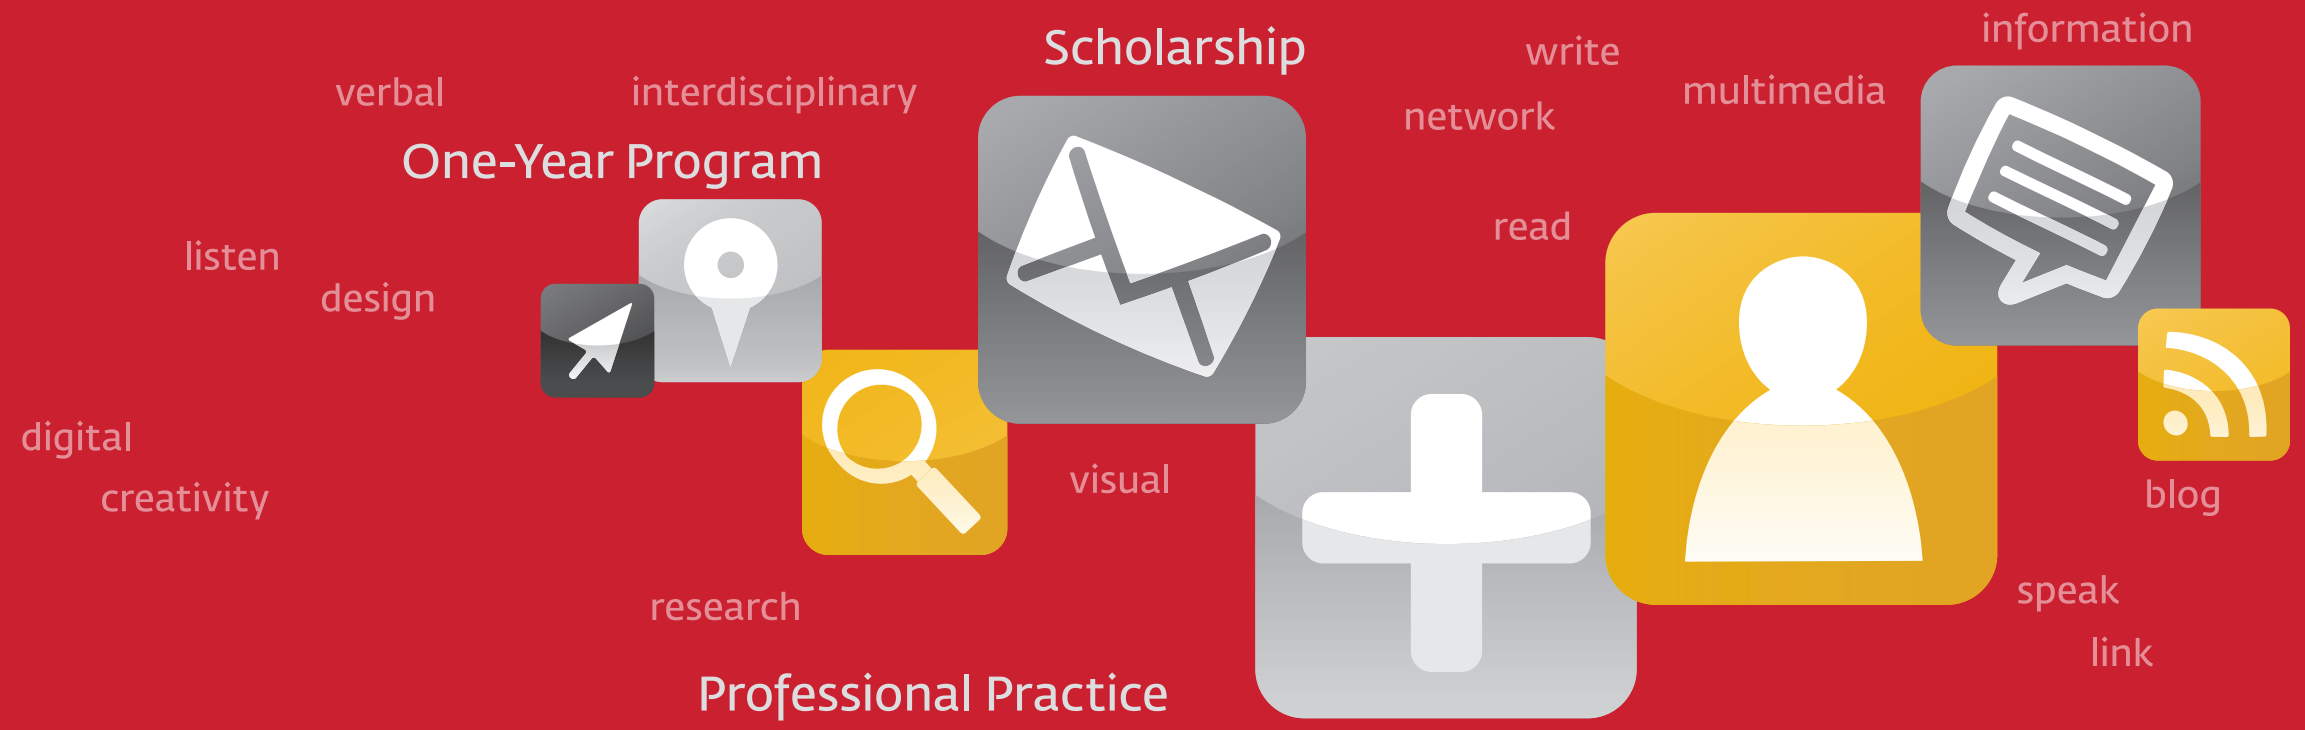 information
Scholarship
write
verbal
interdisciplinary
multimedia
network
One-Year Program
read
listen
design
digital
visual
creativity
blog
speak
research
link
Professional Practice